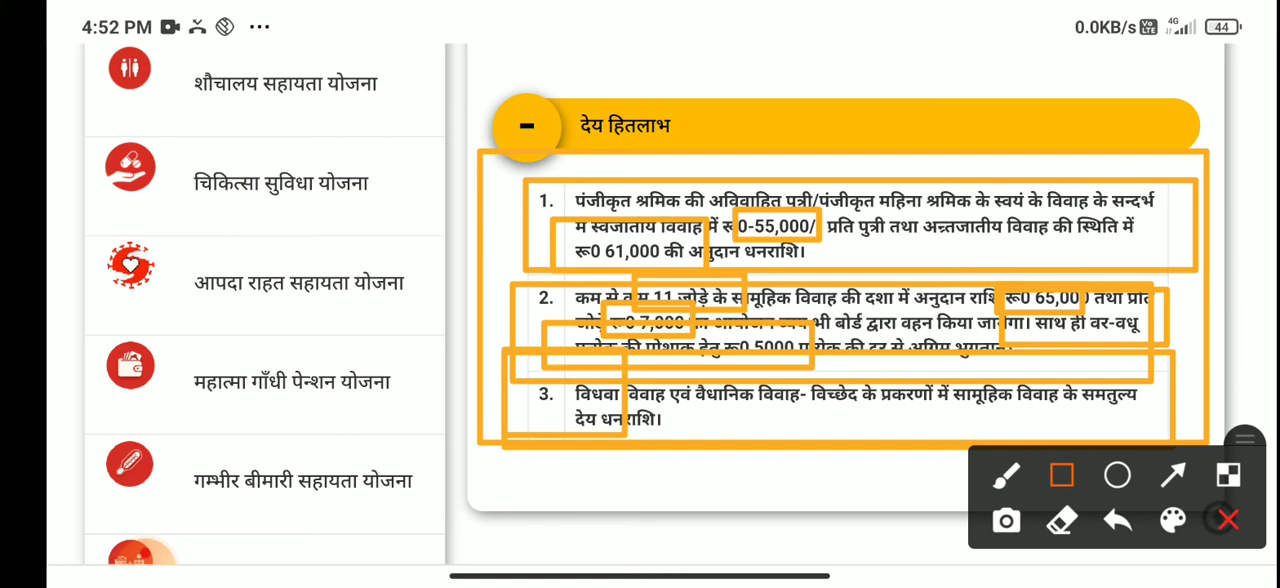 4:52 PM ...
0.0KB/s Vo LTE 4G 44
शौचालय सहायता योजना
चिकित्सा सुविधा योजना
आपदा राहत सहायता योजना
महात्मा गाँधी पेन्शन योजना
गम्भीर बीमारी सहायता योजना
देय हितलाभ
1. पंजीकृत श्रमिक की अविवाहित पुत्री/पंजीकृत महिना श्रमिक के स्वयं के विवाह के सन्दर्भ
में स्वजातीय विवाह में रू0-55,000/ प्रति पुत्री तथा अन्तजातीय विवाह की स्थिति में
रू0 61,000 की अनुदान धनराशि।
2. कम से कम 11 जोड़े के सामूहिक विवाह की दशा में अनुदान राशि रू0 65,000 तथा प्रति
जोड़े रू0 7,000 का आयोजन व्यय भी बोर्ड द्वारा वहन किया जायेगा। साथ ही वर-वधू
प्रत्येक की पोशाक हेतु रू0 5000 प्रत्येक की दर से अग्रिम भुगतान।
3. विधवा विवाह एवं वैधानिक विवाह- विच्छेद के प्रकरणों में सामूहिक विवाह के समतुल्य
देय धनराशि।